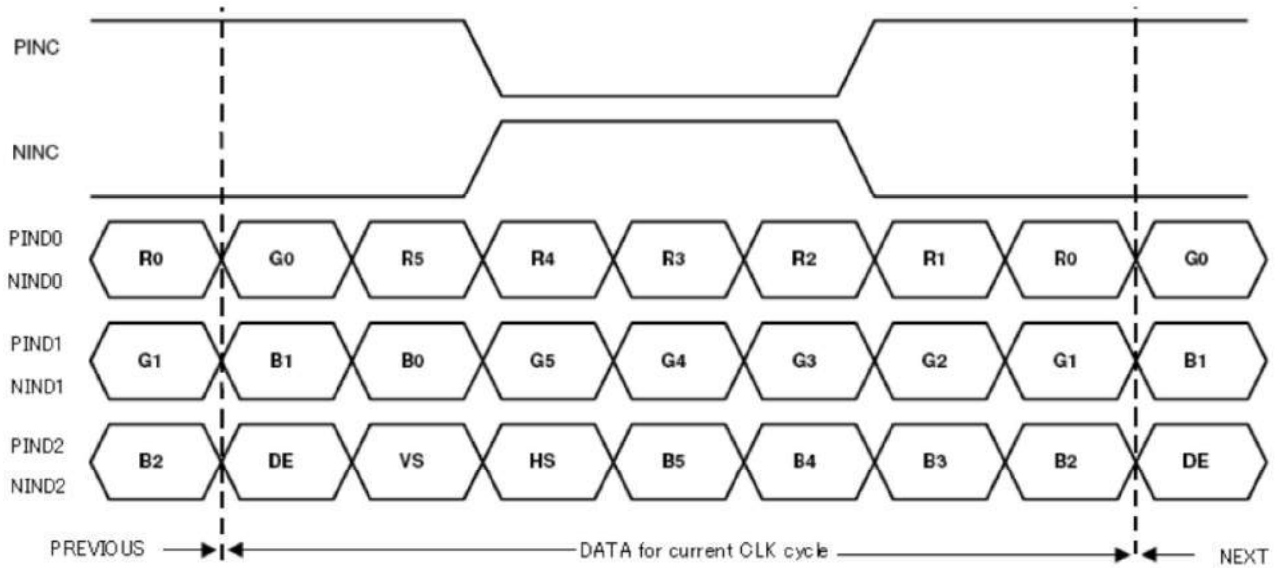 PINC
NINC
PIND0
NIND0
R0 G0 R5 R4 R3 R2 R1 R0 G0
PIND1
NIND1
G1 B1 B0 G5 G4 G3 G2 G1 B1
PIND2
NIND2
B2 DE VS HS B5 B4 B3 B2 DE
PREVIOUS DATA for current CLK cycle NEXT